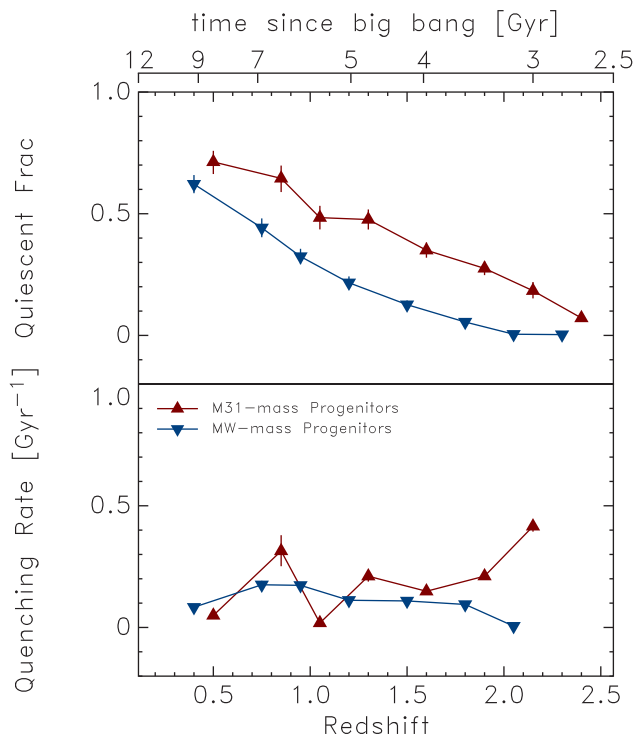 time since big bang [Gyr]
12 9 7 5 4 3 2.5
1.0
0.5
0
Quiescent Frac
1.0
0.5
0
Quenching Rate [Gyr⁻¹]
M31-mass Progenitors
MW-mass Progenitors
0.5 1.0 1.5 2.0 2.5
Redshift